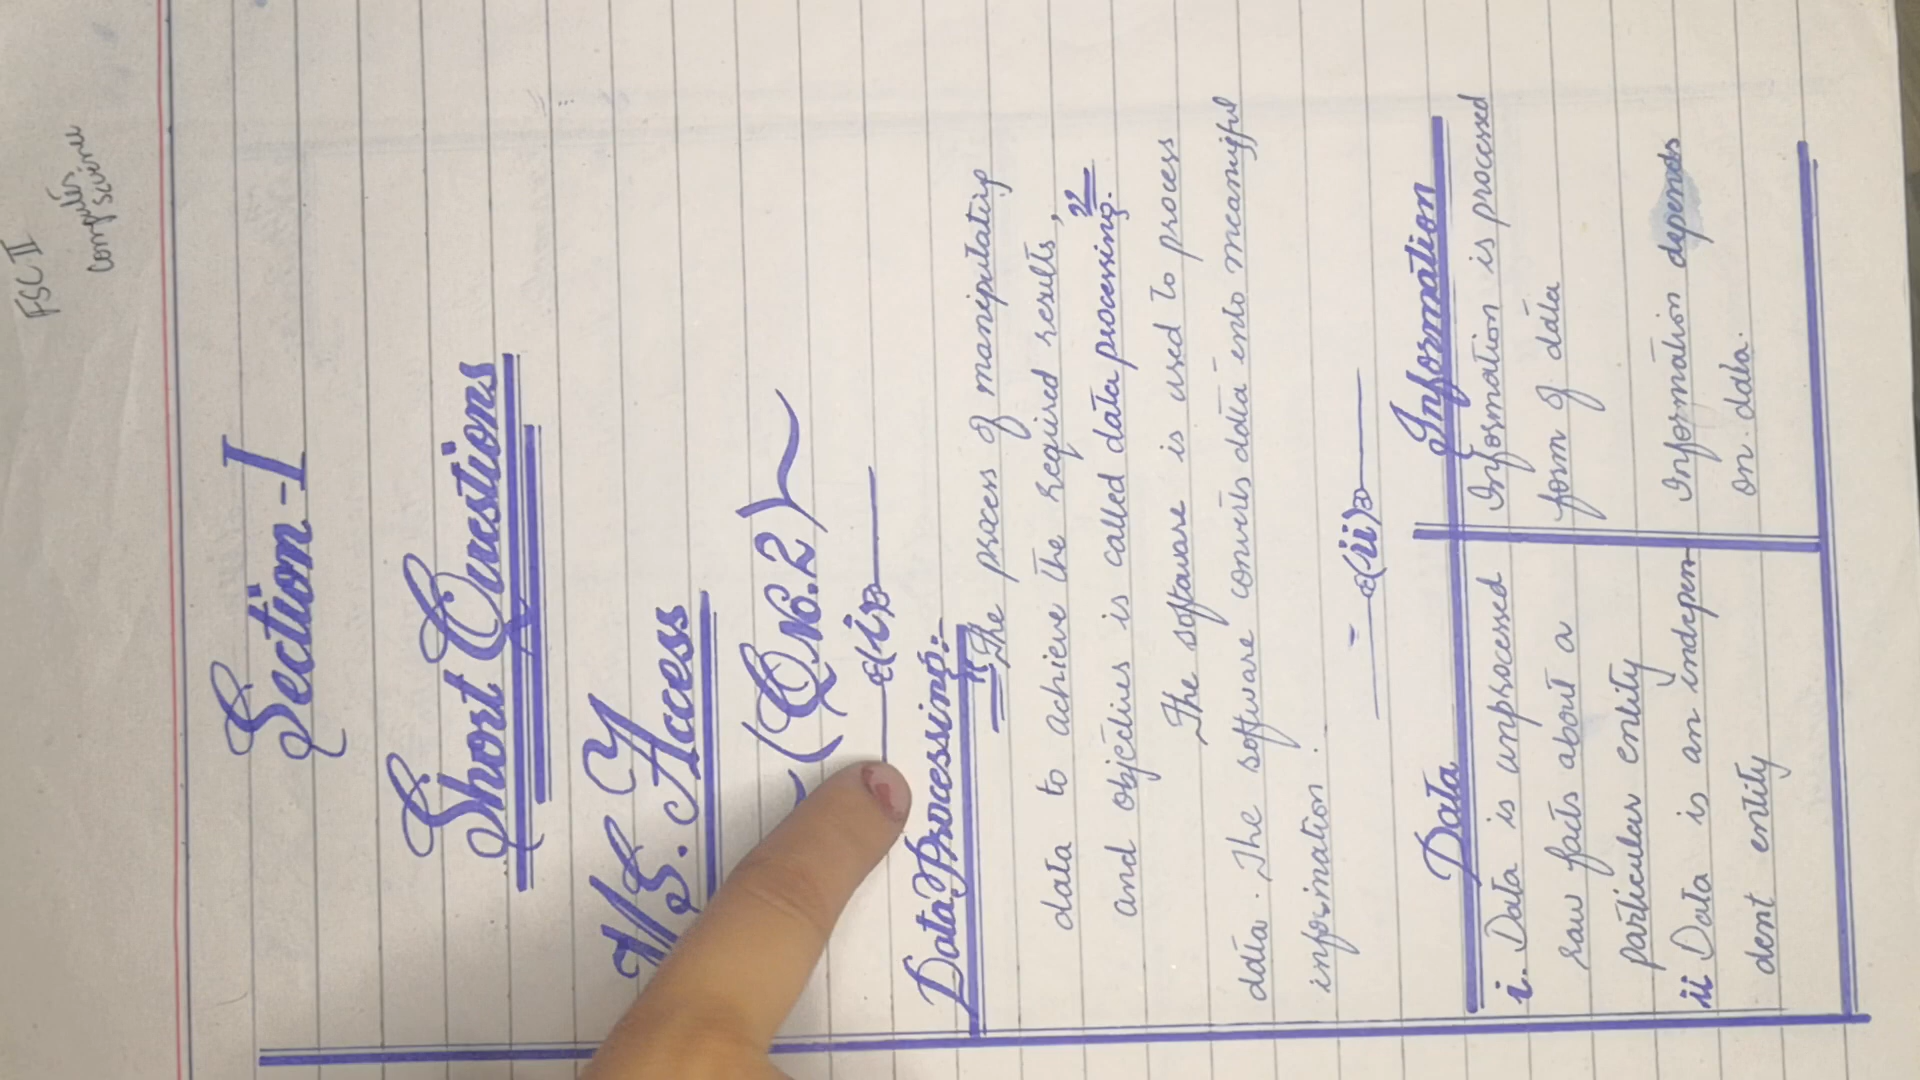 FSC II
Computer
science
Section-I
Short Questions
M.S. Access
(Q.No.2)
(i)
Data Processing:-
"The process of manipulating
data to achieve the required results,
and objectives is called data processing."
The software is used to process
data. The software converts data into meaningful
information.
(ii)
Data Information
i. Data is unprocessed Information is processed
raw facts about a form of data
particular entity
ii Data is an indepen- Information depends
dent entity on data.